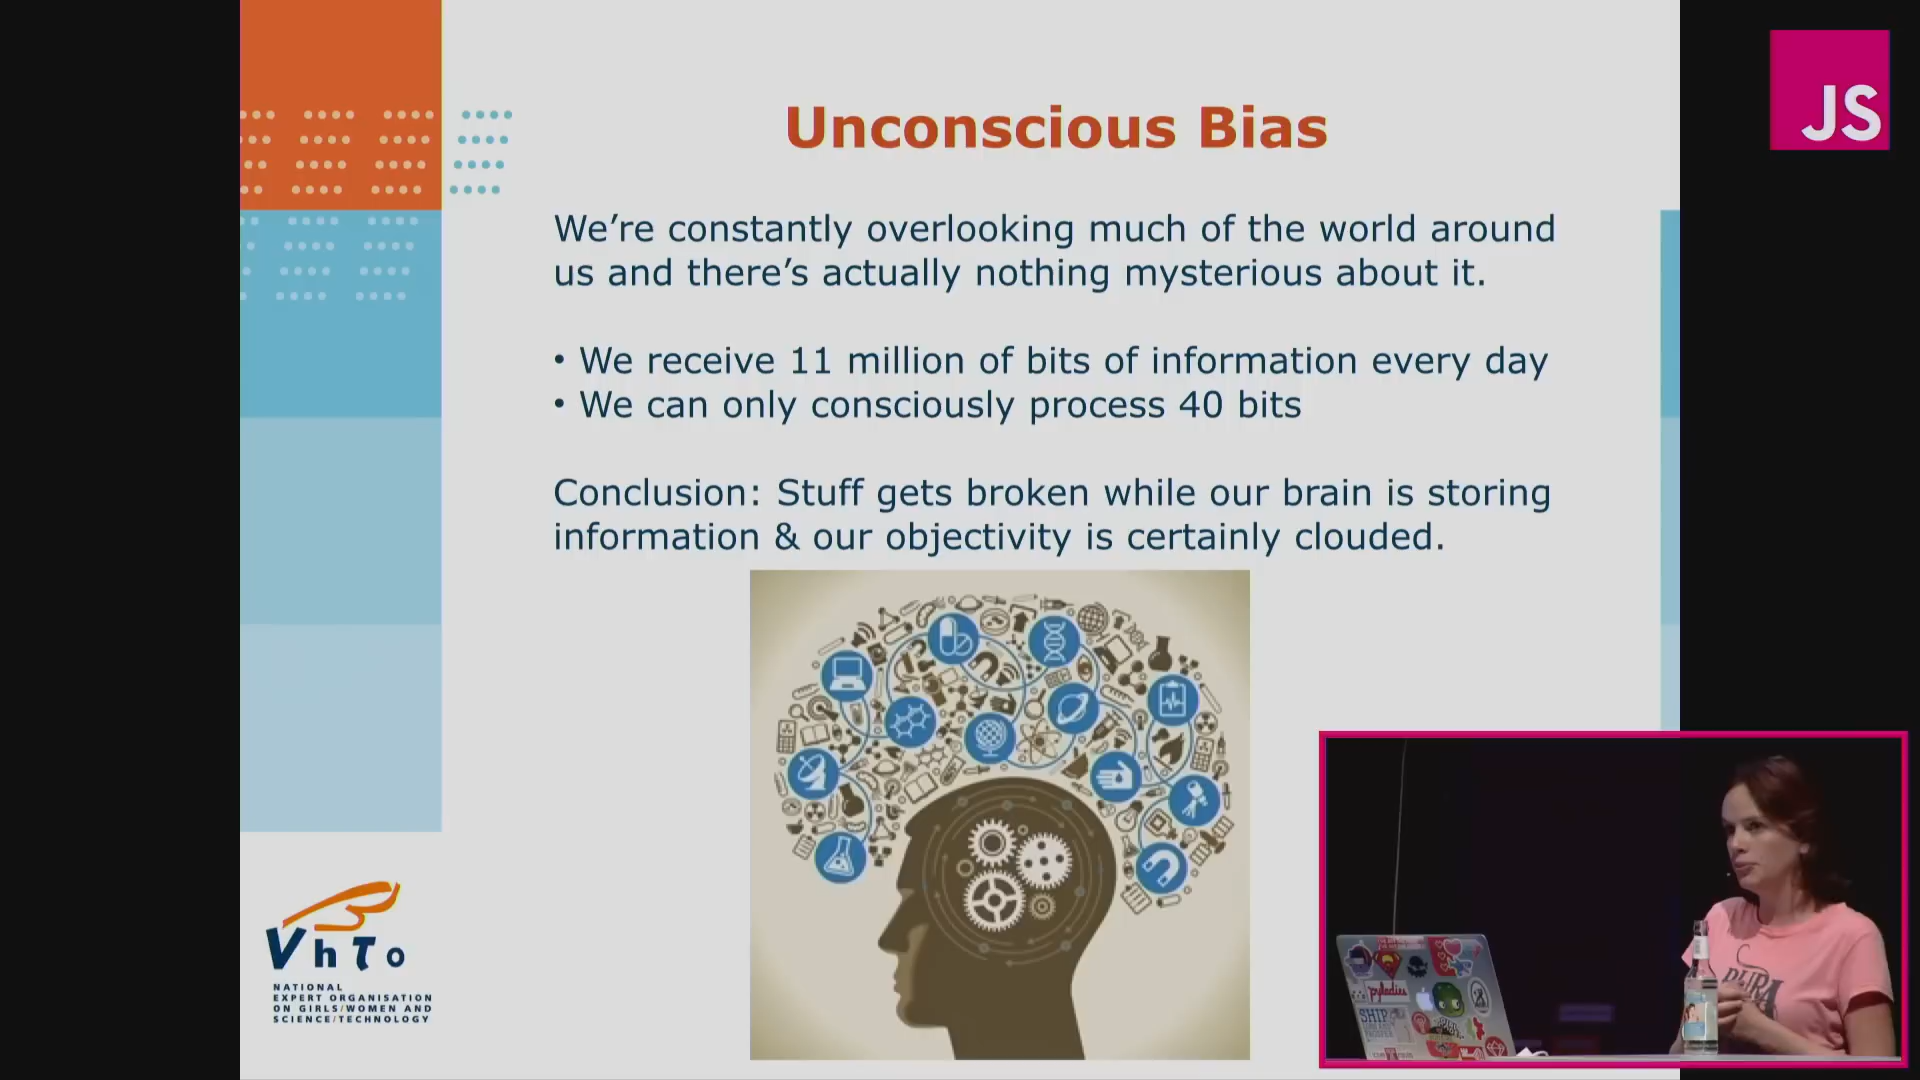 JS
Unconscious Bias
We’re constantly overlooking much of the world around
us and there’s actually nothing mysterious about it.
• We receive 11 million of bits of information every day
• We can only consciously process 40 bits
Conclusion: Stuff gets broken while our brain is storing
information & our objectivity is certainly clouded.
VhTo
NATIONAL
EXPERT ORGANISATION
ON GIRLS/WOMEN AND
SCIENCE/TECHNOLOGY
pyladies
SHIP
PURA